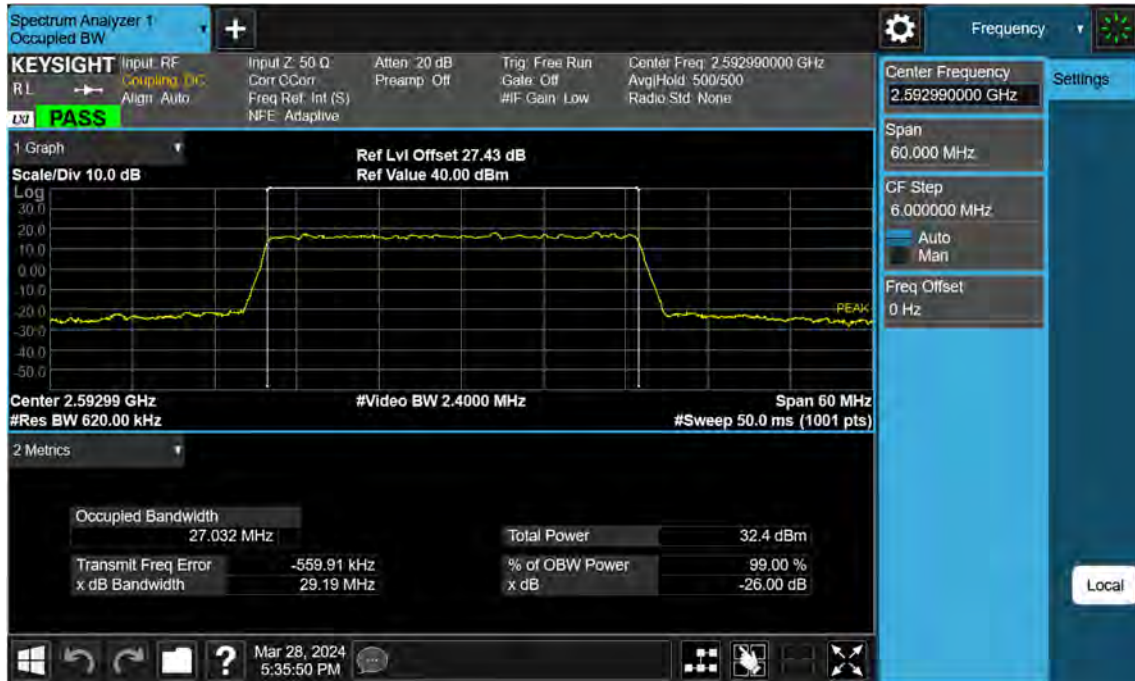 Spectrum Analyzer 1
Occupied BW
Frequency
KEYSIGHT
R L
LXI PASS
Input: RF
Coupling: DC
Align: Auto
Input Z: 50 Ω
Corr CCorr
Freq Ref: Int (S)
NFE: Adaptive
Atten: 20 dB
Preamp: Off
Trig: Free Run
Gate: Off
#IF Gain: Low
Center Freq: 2.592990000 GHz
Avg|Hold: 500/500
Radio Std: None
Center Frequency
2.592990000 GHz
Settings
Span
60.000 MHz
CF Step
6.000000 MHz
Auto
Man
Freq Offset
0 Hz
Local
1 Graph
Scale/Div 10.0 dB
Ref Lvl Offset 27.43 dB
Ref Value 40.00 dBm
Log
30.0
20.0
10.0
0.00
-10.0
-20.0
-30.0
-40.0
-50.0
PEAK
Center 2.59299 GHz
#Video BW 2.4000 MHz
Span 60 MHz
#Res BW 620.00 kHz
#Sweep 50.0 ms (1001 pts)
2 Metrics
Occupied Bandwidth
27.032 MHz
Total Power 32.4 dBm
Transmit Freq Error -559.91 kHz
% of OBW Power 99.00 %
x dB Bandwidth 29.19 MHz
x dB -26.00 dB
Mar 28, 2024
5:35:50 PM